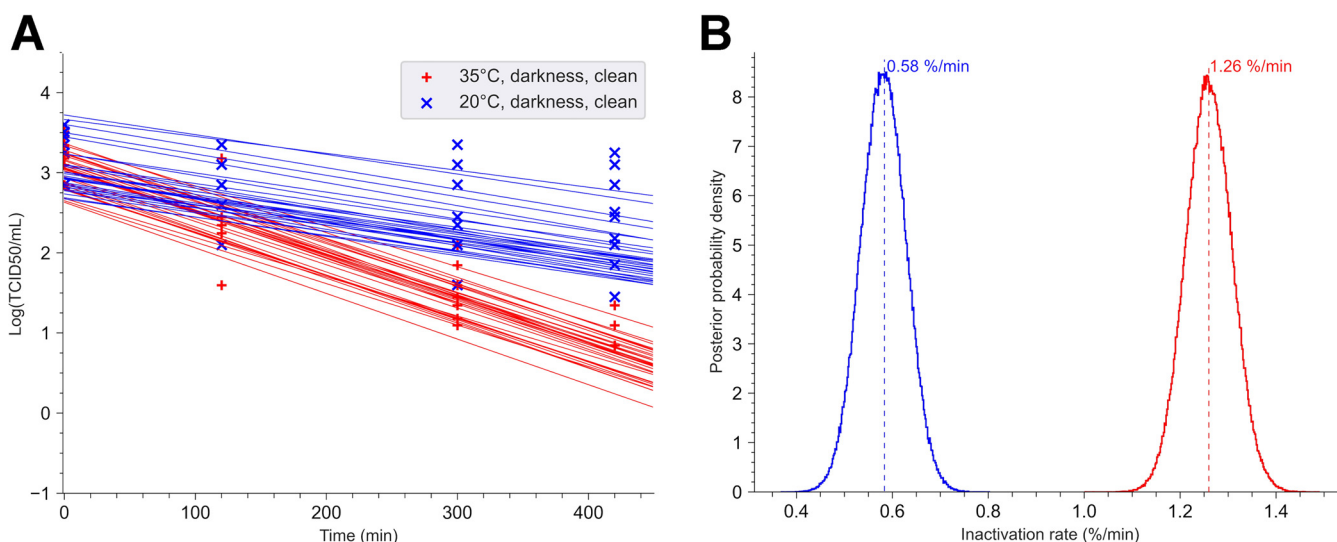 A
B
35°C, darkness, clean
20°C, darkness, clean
Log(TCID50/mL)
4
3
2
1
0
−1
0
100
200
300
400
Time (min)
0.58 %/min
1.26 %/min
Posterior probability density
8
7
6
5
4
3
2
1
0
0.4
0.6
0.8
1.0
1.2
1.4
Inactivation rate (%/min)